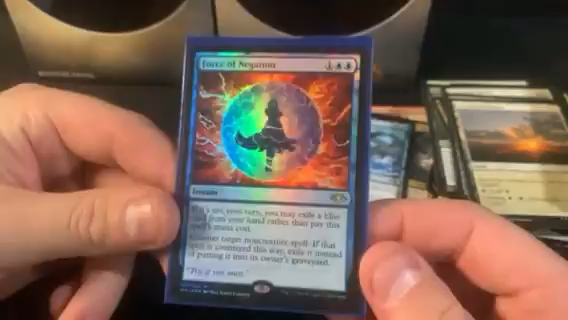 Force of Negation 1
Instant
If it's not your turn, you may exile a blue
card from your hand rather than pay this
spell's mana cost.
Counter target noncreature spell. If that
spell is countered this way, exile it instead
of putting it into its owner's graveyard.